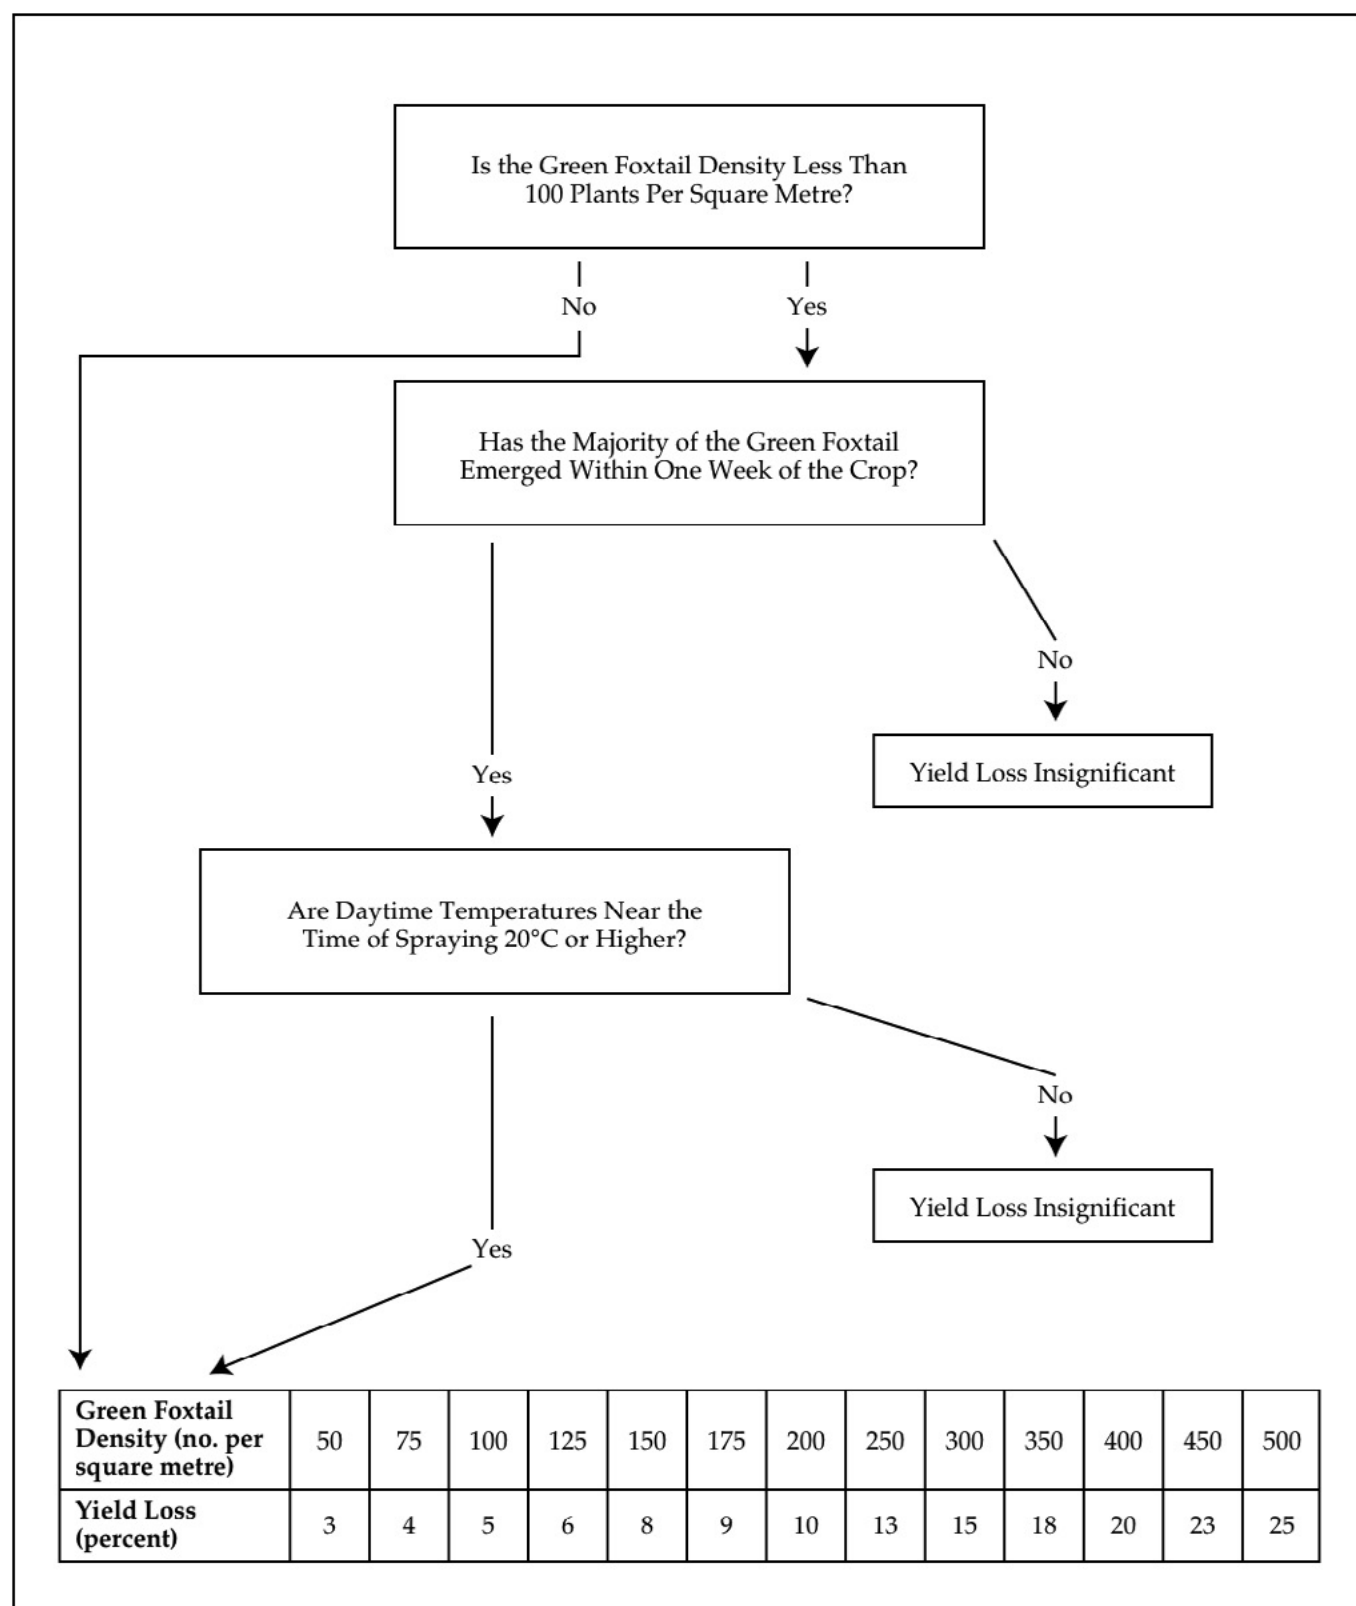 Is the Green Foxtail Density Less Than
100 Plants Per Square Metre?
No
Yes
Has the Majority of the Green Foxtail
Emerged Within One Week of the Crop?
No
Yes
Yield Loss Insignificant
Are Daytime Temperatures Near the
Time of Spraying 20°C or Higher?
No
Yield Loss Insignificant
Yes
Green Foxtail
Density (no. per
square metre)
50 75 100 125 150 175 200 250 300 350 400 450 500
Yield Loss
(percent)
3 4 5 6 8 9 10 13 15 18 20 23 25